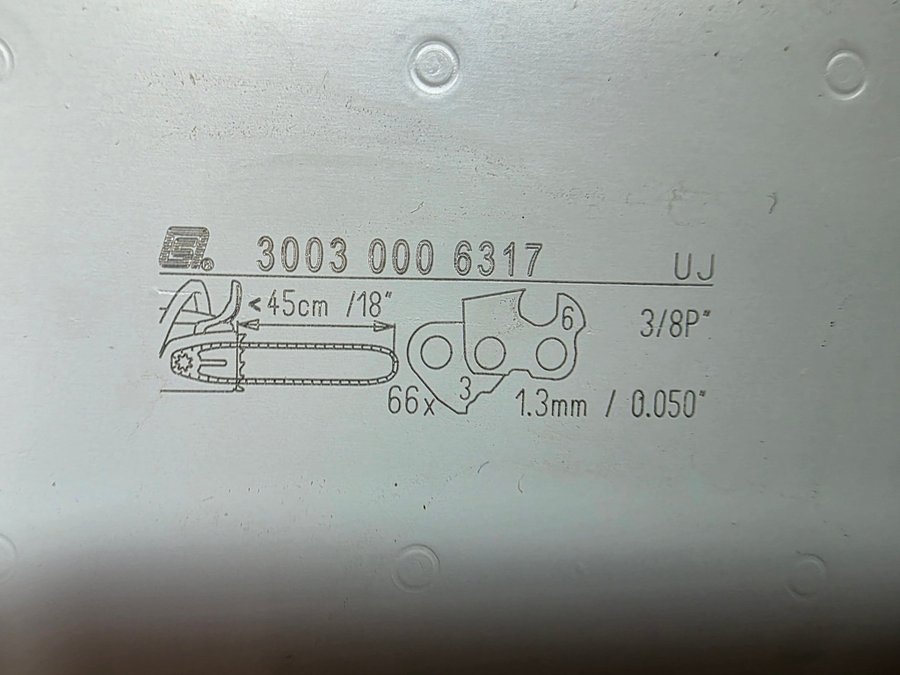 ® 3003 000 6317 UJ
<45cm /18"
6 3/8P"
66x 3 1.3mm / 0.050"